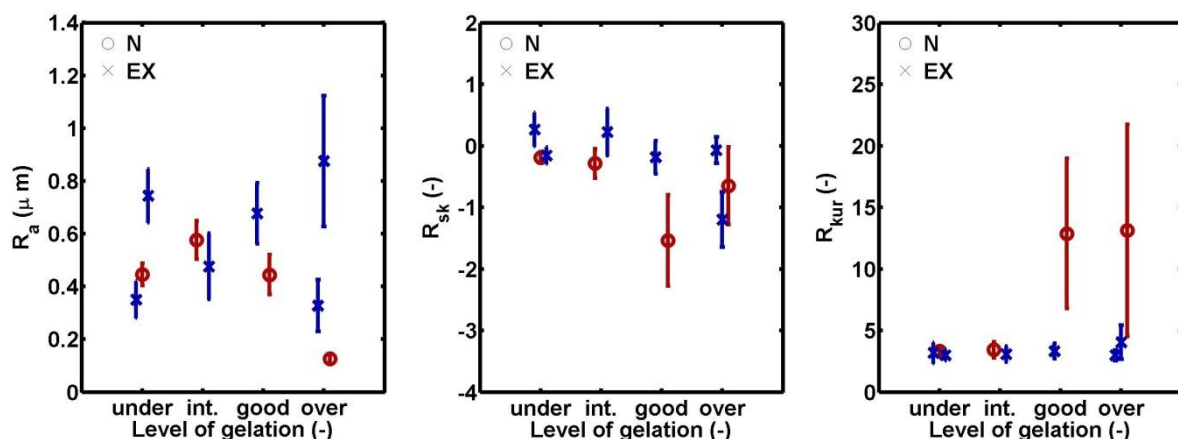 1.4
1.2
1
0.8
0.6
0.4
0.2
0
R_a (μ m)
N
EX
under int. good over
Level of gelation (-)
2
1
0
-1
-2
-3
-4
R_sk (-)
N
EX
under int. good over
Level of gelation (-)
30
25
20
15
10
5
0
R_kur (-)
N
EX
under int. good over
Level of gelation (-)